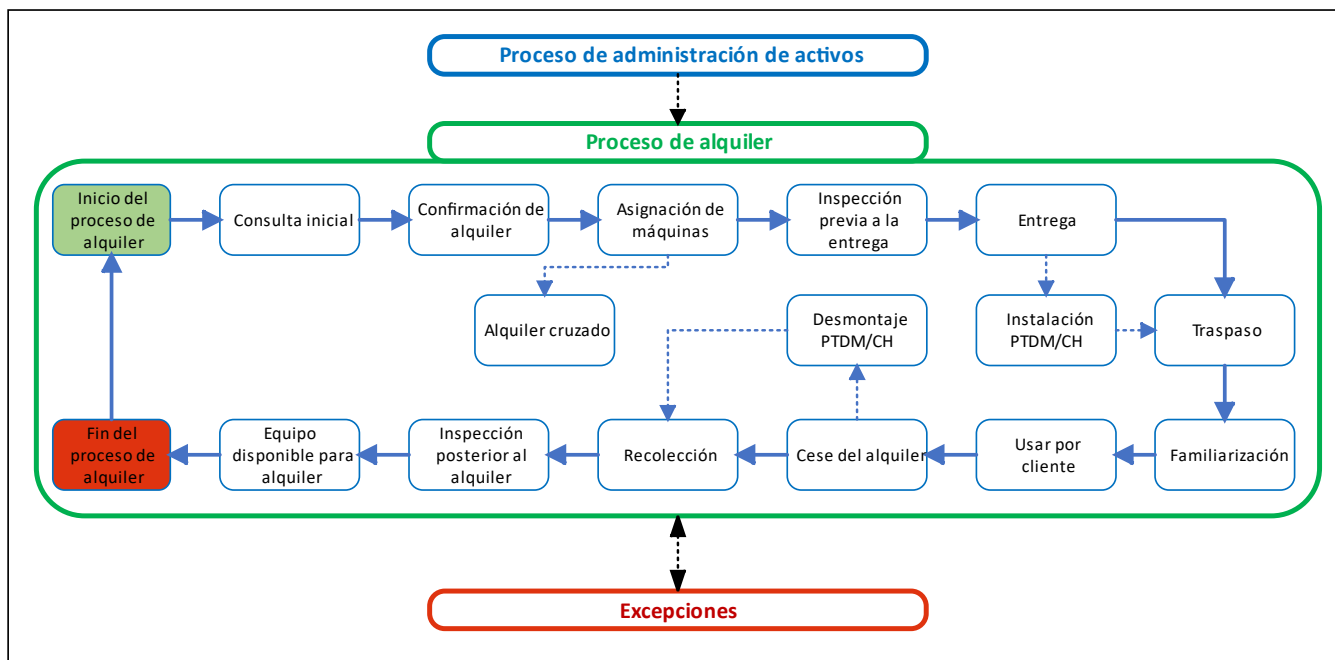 Proceso de administración de activos
Proceso de alquiler
Inicio del
proceso de
alquiler
Consulta inicial
Confirmación de
alquiler
Asignación de
máquinas
Inspección
previa a la
entrega
Entrega
Alquiler cruzado
Desmontaje
PTDM/CH
Instalación
PTDM/CH
Traspaso
Fin del
proceso de
alquiler
Equipo
disponible para
alquiler
Inspección
posterior al
alquiler
Recolección
Cese del alquiler
Usar por
cliente
Familiarización
Excepciones